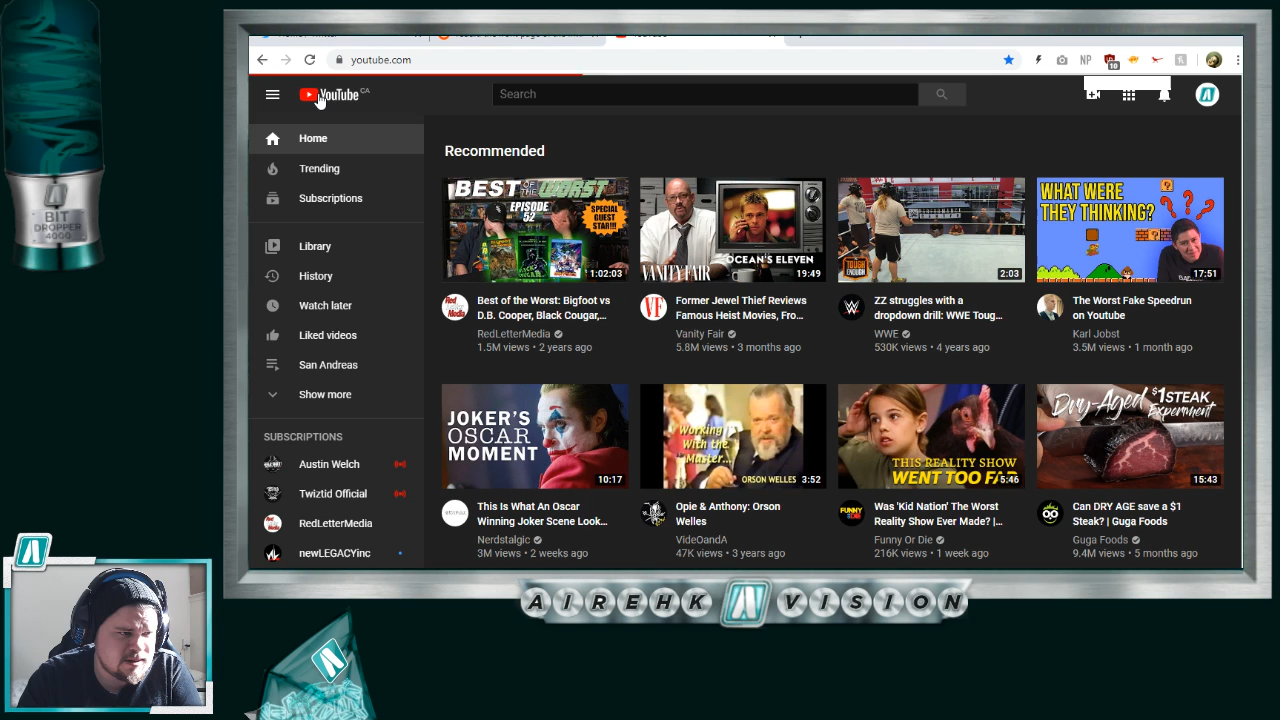 youtube.com
10
YouTube CA
Search
Home
Trending
Subscriptions
Library
History
Watch later
Liked videos
San Andreas
Show more
SUBSCRIPTIONS
Austin Welch
Twiztid Official
RedLetterMedia
newLEGACYinc
Recommended
BEST OF THE WORST
EPISODE 52
SPECIAL GUEST STAR!!!
1:02:03
Best of the Worst: Bigfoot vs
D.B. Cooper, Black Cougar,...
RedLetterMedia
1.5M views • 2 years ago
VANITY FAIR
OCEAN'S ELEVEN
19:49
Former Jewel Thief Reviews
Famous Heist Movies, Fro...
Vanity Fair
5.8M views • 3 months ago
TOUGH ENOUGH
2:03
ZZ struggles with a
dropdown drill: WWE Toug...
WWE
530K views • 4 years ago
WHAT WERE
THEY THINKING?
17:51
The Worst Fake Speedrun
on Youtube
Karl Jobst
3.5M views • 1 month ago
JOKER'S
OSCAR
MOMENT
10:17
This Is What An Oscar
Winning Joker Scene Look...
Nerdstalgic
3M views • 2 weeks ago
Working
With the
Master...
ORSON WELLES
3:52
Opie & Anthony: Orson
Welles
VideOandA
47K views • 3 years ago
THIS REALITY SHOW
WENT TOO FAR
5:46
Was 'Kid Nation' The Worst
Reality Show Ever Made? |...
Funny Or Die
216K views • 1 week ago
Dry-Aged $1 STEAK
Experiment
15:43
Can DRY AGE save a $1
Steak? | Guga Foods
Guga Foods
9.4M views • 5 months ago
BIT
DROPPER
4000
AIREHK VISION